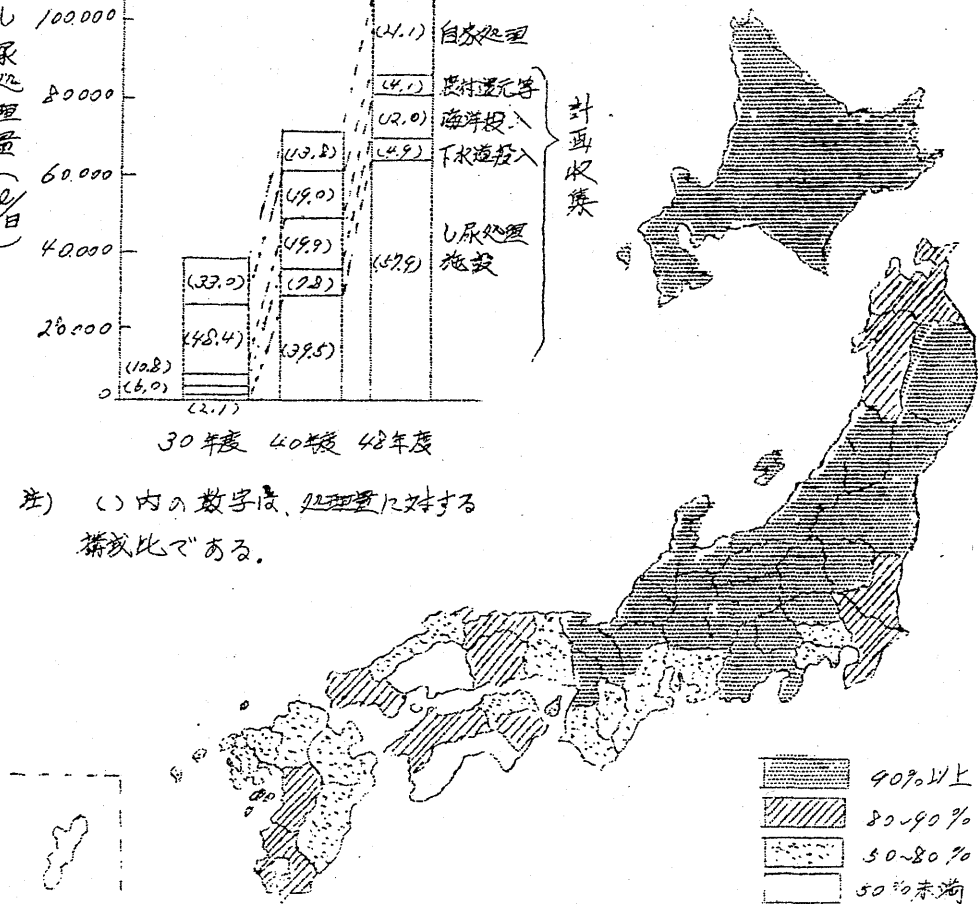 し尿処理量(㎘/日)
100.000
80000
60.000
40.000
20.000
0
(21.1) 自家処理
(4.1) 農村還元等
(12.0) 海洋投入
(4.9) 下水道投入
(57.9) し尿処理
施設
計画収集
(13.8)
(19.0)
(19.9)
(7.8)
(39.5)
(33.0)
(48.4)
(10.8)
(6.0)
(2.1)
30年度 40年度 48年度
注) ()内の数字は、処理量に対する
構成比である.
90%以上
80~90%
50~80%
50%未満